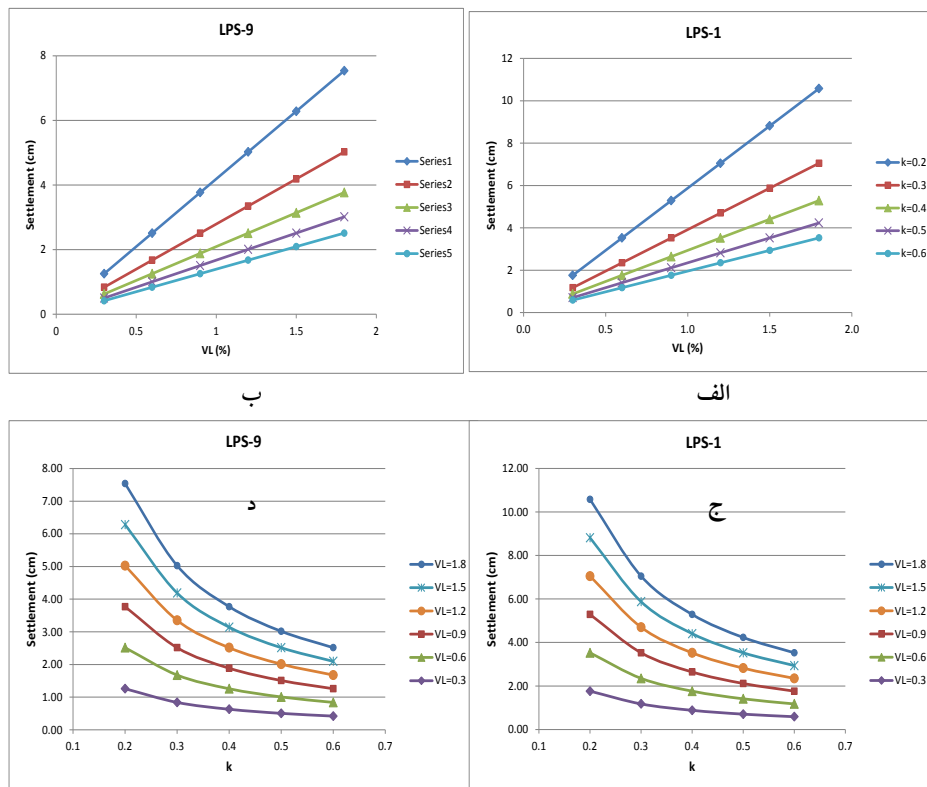 LPS-9
Settlement (cm)
8
6
4
2
0
0 0.5 1 1.5 2
VL (%)
Series1
Series2
Series3
Series4
Series5
LPS-1
Settlement (cm)
12
10
8
6
4
2
0
0.0 0.5 1.0 1.5 2.0
VL (%)
k=0.2
k=0.3
k=0.4
k=0.5
k=0.6
الف
ب
LPS-9
Settlement (cm)
8.00
7.00
6.00
5.00
4.00
3.00
2.00
1.00
0.00
0.1 0.2 0.3 0.4 0.5 0.6 0.7
k
د
VL=1.8
VL=1.5
VL=1.2
VL=0.9
VL=0.6
VL=0.3
LPS-1
Settlement (cm)
12.00
10.00
8.00
6.00
4.00
2.00
0.00
0.1 0.2 0.3 0.4 0.5 0.6 0.7
k
ج
VL=1.8
VL=1.5
VL=1.2
VL=0.9
VL=0.6
VL=0.3